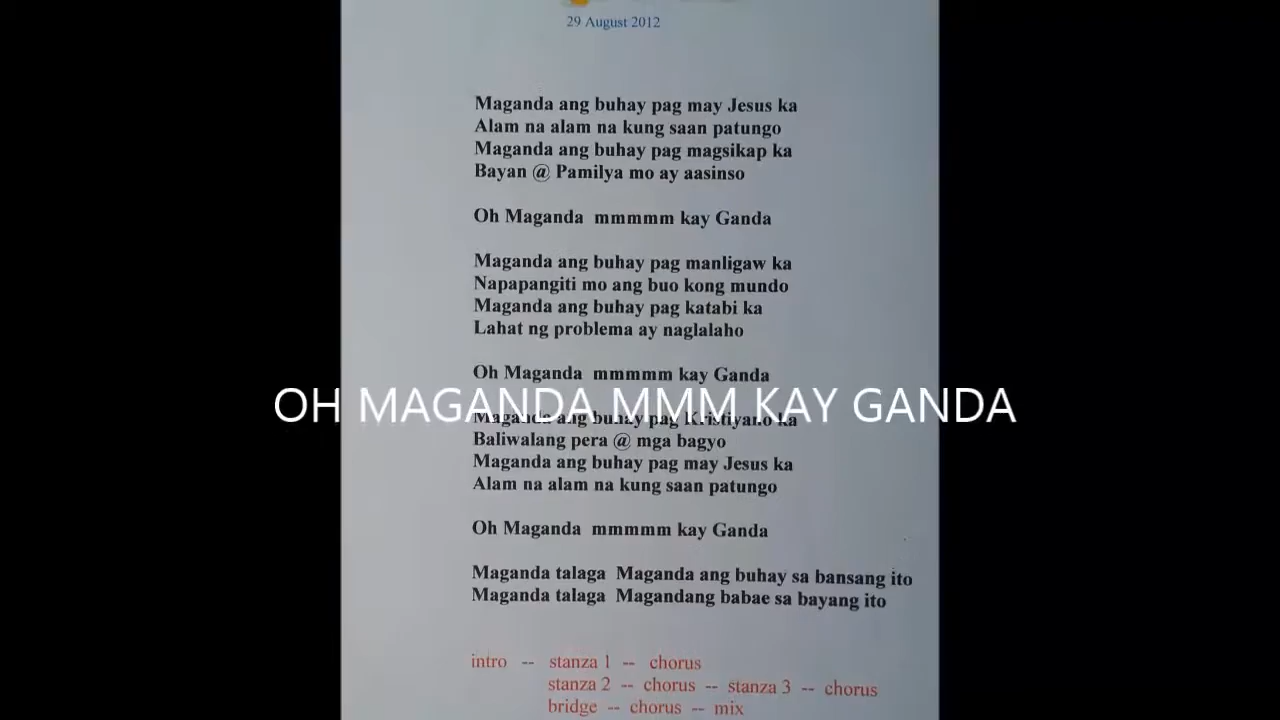 29 August 2012
Maganda ang buhay pag may Jesus ka
Alam na alam na kung saan patungo
Maganda ang buhay pag magsikap ka
Bayan @ Pamilya mo ay aasinso
Oh Maganda mmmmm kay Ganda
Maganda ang buhay pag manligaw ka
Napapangiti mo ang buo kong mundo
Maganda ang buhay pag katabi ka
Lahat ng problema ay naglalaho
Oh Maganda mmmmm kay Ganda
OH MAGANDA MMM KAY GANDA
Maganda ang buhay pag Kristiyano ka
Baliwalang pera @ mga bagyo
Maganda ang buhay pag may Jesus ka
Alam na alam na kung saan patungo
Oh Maganda mmmmm kay Ganda
Maganda talaga Maganda ang buhay sa bansang ito
Maganda talaga Magandang babae sa bayang ito
intro -- stanza 1 -- chorus
stanza 2 -- chorus -- stanza 3 -- chorus
bridge -- chorus -- mix